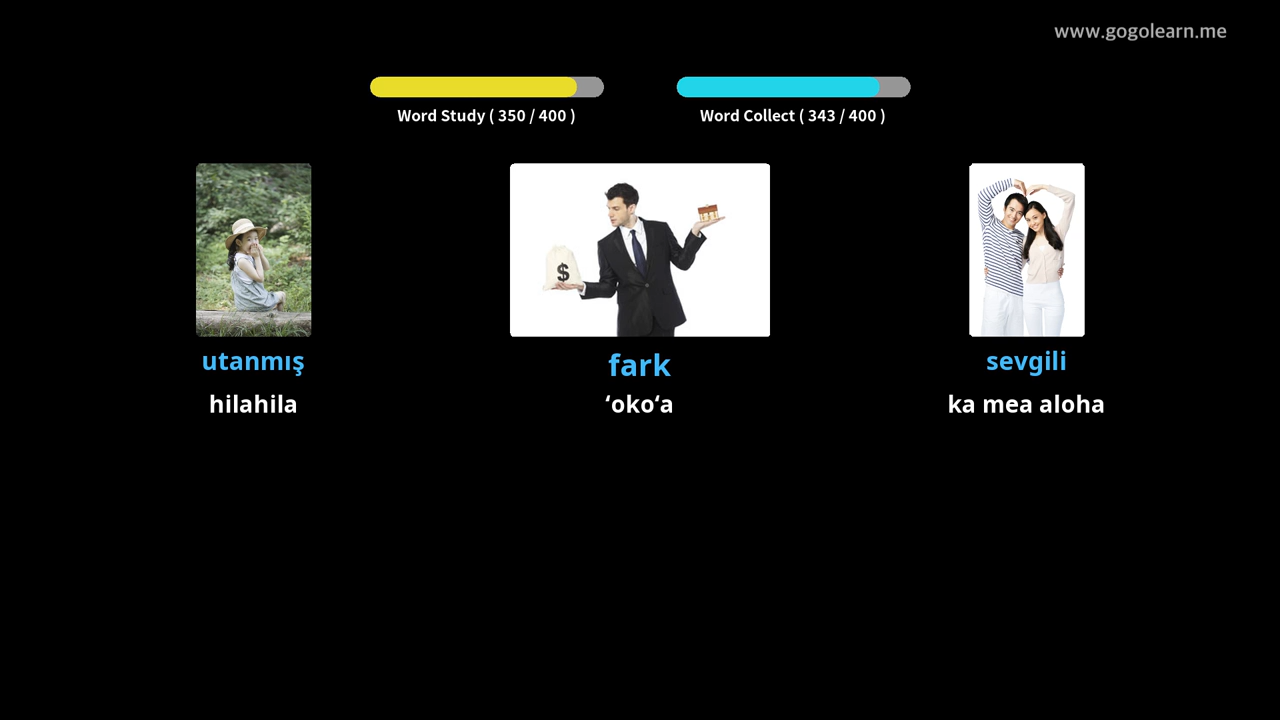 www.gogolearn.me
Word Study ( 350 / 400 )
Word Collect ( 343 / 400 )
$
utanmış
fark
sevgili
hilahila
ʻokoʻa
ka mea aloha